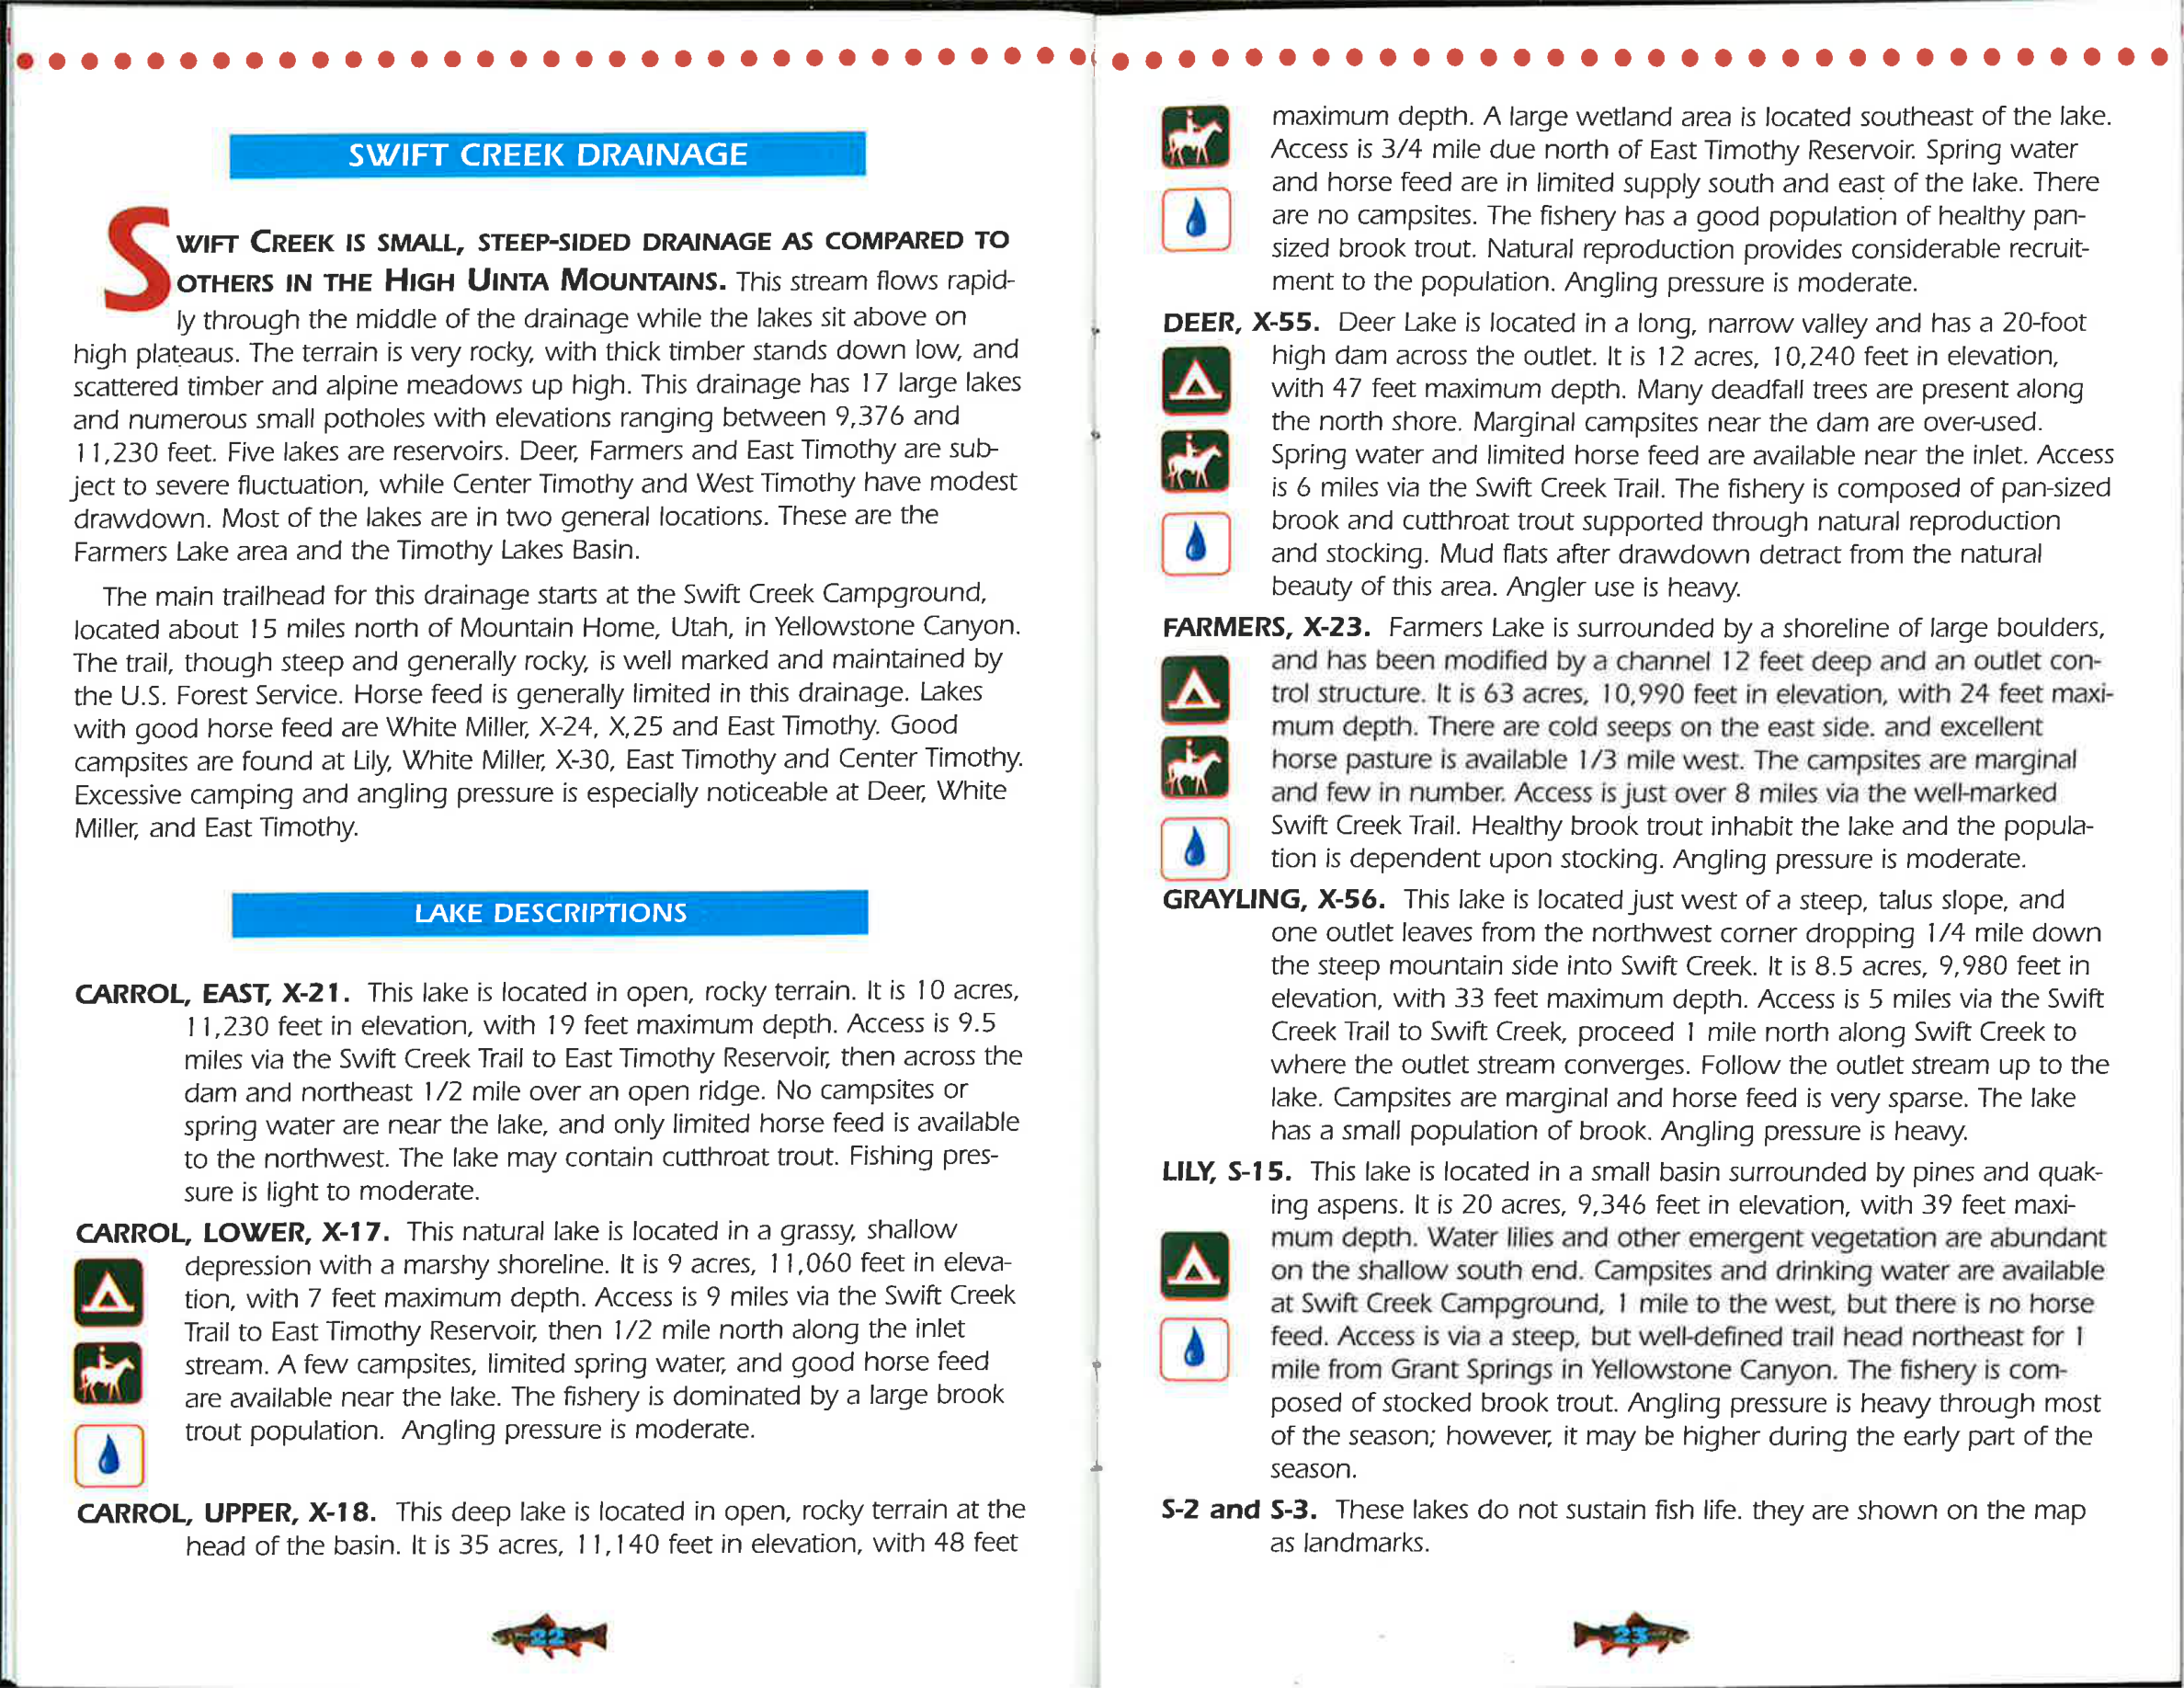 SWIFT CREEK DRAINAGE
SWIFT CREEK IS SMALL, STEEP-SIDED DRAINAGE AS COMPARED TO
OTHERS IN THE HIGH UINTA MOUNTAINS. This stream flows rapid-
ly through the middle of the drainage while the lakes sit above on
high plateaus. The terrain is very rocky, with thick timber stands down low, and
scattered timber and alpine meadows up high. This drainage has 17 large lakes
and numerous small potholes with elevations ranging between 9,376 and
11,230 feet. Five lakes are reservoirs. Deer, Farmers and East Timothy are sub-
ject to severe fluctuation, while Center Timothy and West Timothy have modest
drawdown. Most of the lakes are in two general locations. These are the
Farmers Lake area and the Timothy Lakes Basin.
The main trailhead for this drainage starts at the Swift Creek Campground,
located about 15 miles north of Mountain Home, Utah, in Yellowstone Canyon.
The trail, though steep and generally rocky, is well marked and maintained by
the U.S. Forest Service. Horse feed is generally limited in this drainage. Lakes
with good horse feed are White Miller, X-24, X,25 and East Timothy. Good
campsites are found at Lily, White Miller, X-30, East Timothy and Center Timothy.
Excessive camping and angling pressure is especially noticeable at Deer, White
Miller, and East Timothy.
LAKE DESCRIPTIONS
CARROL, EAST, X-21. This lake is located in open, rocky terrain. It is 10 acres,
11,230 feet in elevation, with 19 feet maximum depth. Access is 9.5
miles via the Swift Creek Trail to East Timothy Reservoir, then across the
dam and northeast 1/2 mile over an open ridge. No campsites or
spring water are near the lake, and only limited horse feed is available
to the northwest. The lake may contain cutthroat trout. Fishing pres-
sure is light to moderate.
CARROL, LOWER, X-17. This natural lake is located in a grassy, shallow
depression with a marshy shoreline. It is 9 acres, 11,060 feet in eleva-
tion, with 7 feet maximum depth. Access is 9 miles via the Swift Creek
Trail to East Timothy Reservoir, then 1/2 mile north along the inlet
stream. A few campsites, limited spring water, and good horse feed
are available near the lake. The fishery is dominated by a large brook
trout population. Angling pressure is moderate.
CARROL, UPPER, X-18. This deep lake is located in open, rocky terrain at the
head of the basin. It is 35 acres, 11,140 feet in elevation, with 48 feet
22
maximum depth. A large wetland area is located southeast of the lake.
Access is 3/4 mile due north of East Timothy Reservoir. Spring water
and horse feed are in limited supply south and east of the lake. There
are no campsites. The fishery has a good population of healthy pan-
sized brook trout. Natural reproduction provides considerable recruit-
ment to the population. Angling pressure is moderate.
DEER, X-55. Deer Lake is located in a long, narrow valley and has a 20-foot
high dam across the outlet. It is 12 acres, 10,240 feet in elevation,
with 47 feet maximum depth. Many deadfall trees are present along
the north shore. Marginal campsites near the dam are over-used.
Spring water and limited horse feed are available near the inlet. Access
is 6 miles via the Swift Creek Trail. The fishery is composed of pan-sized
brook and cutthroat trout supported through natural reproduction
and stocking. Mud flats after drawdown detract from the natural
beauty of this area. Angler use is heavy.
FARMERS, X-23. Farmers Lake is surrounded by a shoreline of large boulders,
and has been modified by a channel 12 feet deep and an outlet con-
trol structure. It is 63 acres, 10,990 feet in elevation, with 24 feet maxi-
mum depth. There are cold seeps on the east side. and excellent
horse pasture is available 1/3 mile west. The campsites are marginal
and few in number. Access is just over 8 miles via the well-marked
Swift Creek Trail. Healthy brook trout inhabit the lake and the popula-
tion is dependent upon stocking. Angling pressure is moderate.
GRAYLING, X-56. This lake is located just west of a steep, talus slope, and
one outlet leaves from the northwest corner dropping 1/4 mile down
the steep mountain side into Swift Creek. It is 8.5 acres, 9,980 feet in
elevation, with 33 feet maximum depth. Access is 5 miles via the Swift
Creek Trail to Swift Creek, proceed 1 mile north along Swift Creek to
where the outlet stream converges. Follow the outlet stream up to the
lake. Campsites are marginal and horse feed is very sparse. The lake
has a small population of brook. Angling pressure is heavy.
LILY, S-15. This lake is located in a small basin surrounded by pines and quak-
ing aspens. It is 20 acres, 9,346 feet in elevation, with 39 feet maxi-
mum depth. Water lilies and other emergent vegetation are abundant
on the shallow south end. Campsites and drinking water are available
at Swift Creek Campground, 1 mile to the west, but there is no horse
feed. Access is via a steep, but well-defined trail head northeast for 1
mile from Grant Springs in Yellowstone Canyon. The fishery is com-
posed of stocked brook trout. Angling pressure is heavy through most
of the season; however, it may be higher during the early part of the
season.
S-2 and S-3. These lakes do not sustain fish life. they are shown on the map
as landmarks.
23